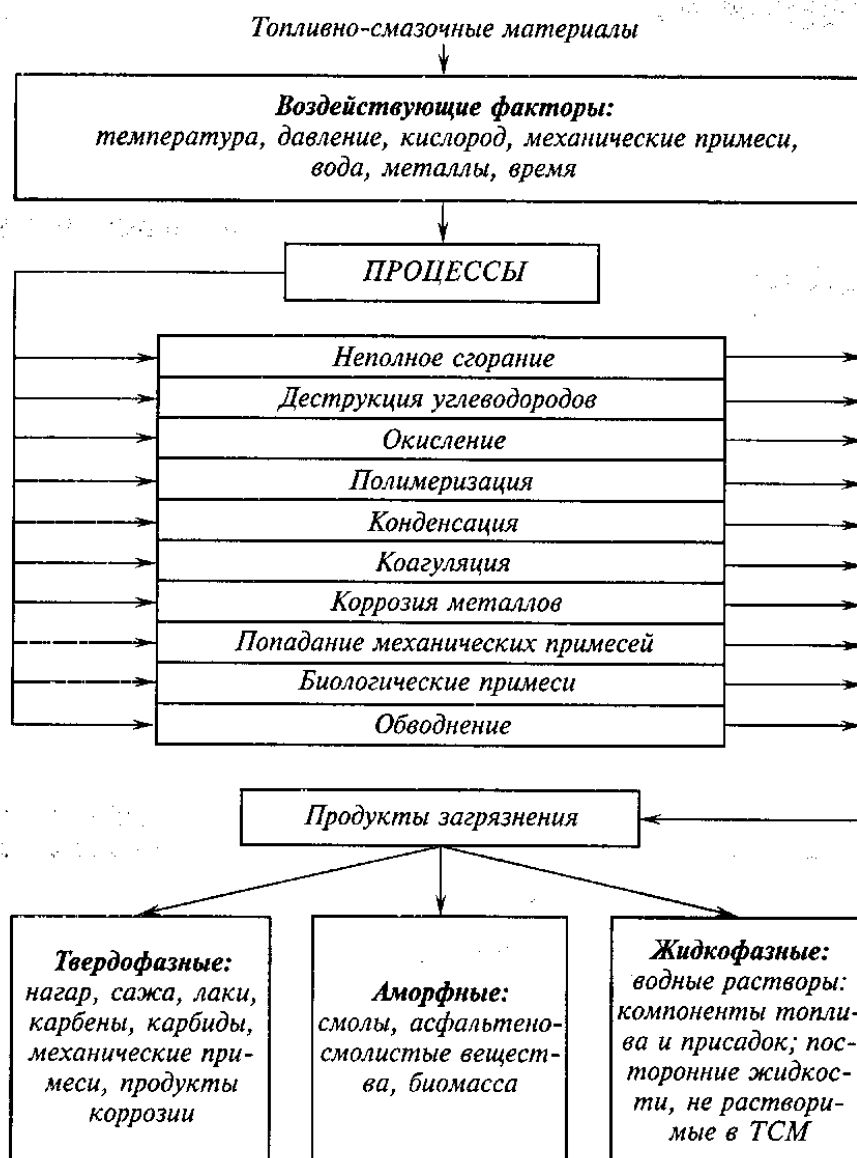 Топливно-смазочные материалы
Воздействующие факторы:
температура, давление, кислород, механические примеси,
вода, металлы, время
ПРОЦЕССЫ
Неполное сгорание
Деструкция углеводородов
Окисление
Полимеризация
Конденсация
Коагуляция
Коррозия металлов
Попадание механических примесей
Биологические примеси
Обводнение
Продукты загрязнения
Твердофазные:
нагар, сажа, лаки,
карбены, карбиды,
механические при-
меси, продукты
коррозии
Аморфные:
смолы, асфальтено-
смолистые вещест-
ва, биомасса
Жидкофазные:
водные растворы:
компоненты топли-
ва и присадок; пос-
торонние жидкос-
ти, не раствори-
мые в ТСМ